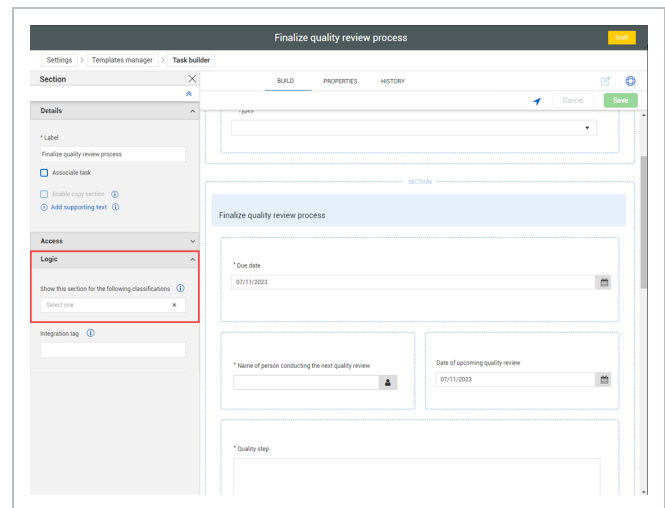 Finalize quality review process
Draft
Settings > Templates manager > Task builder
Section
BUILD PROPERTIES HISTORY
Cancel Save
Details
* Label
Finalize quality review process
Associate task
Enable copy section
Add supporting text
Access
Logic
Show this section for the following classifications
Select one
Integration tag
Types
SECTION
Finalize quality review process
* Due date
07/11/2023
* Name of person conducting the next quality review
Date of upcoming quality review
07/11/2023
* Quality step